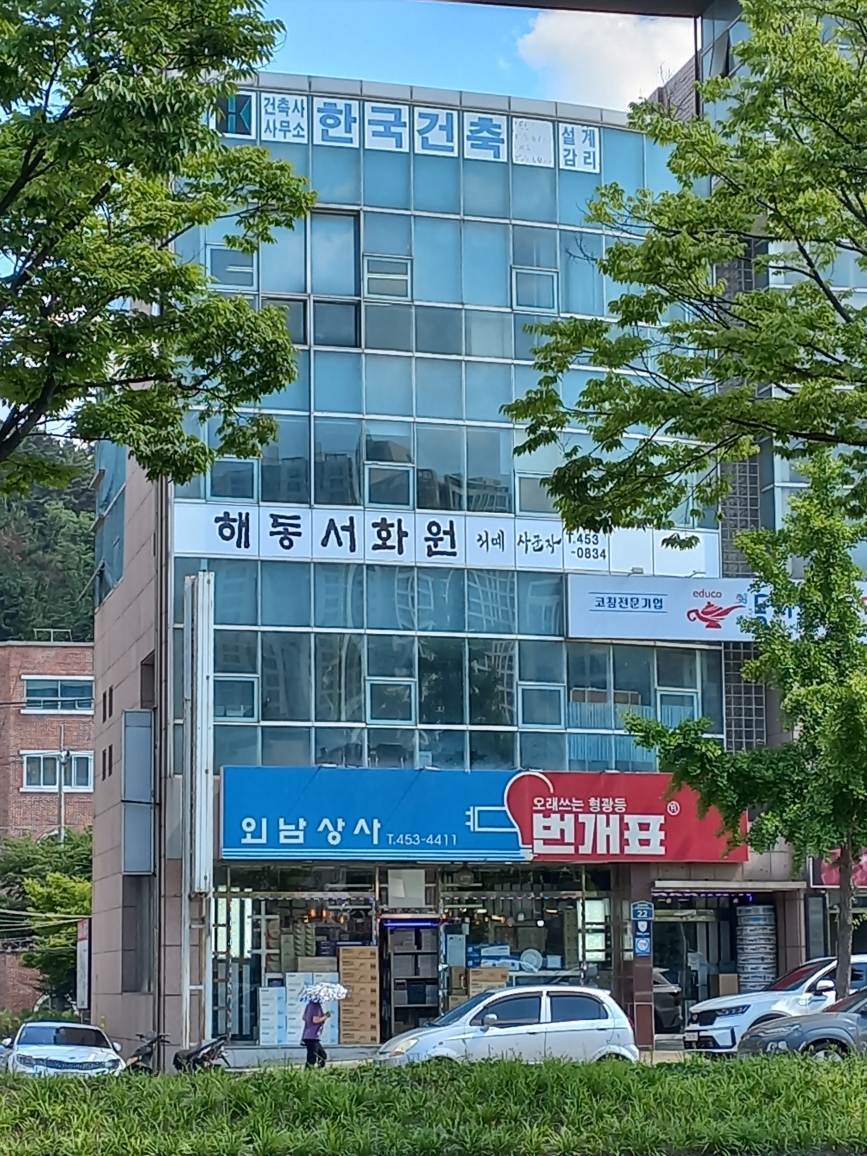 건축사
사무소
한국건축
설계
감리
해동서화원 서예 사군자 T.453
-0834
코칭전문기업
educo
외남상사 T.453-4411
오래쓰는 형광등
번개표 ®
22